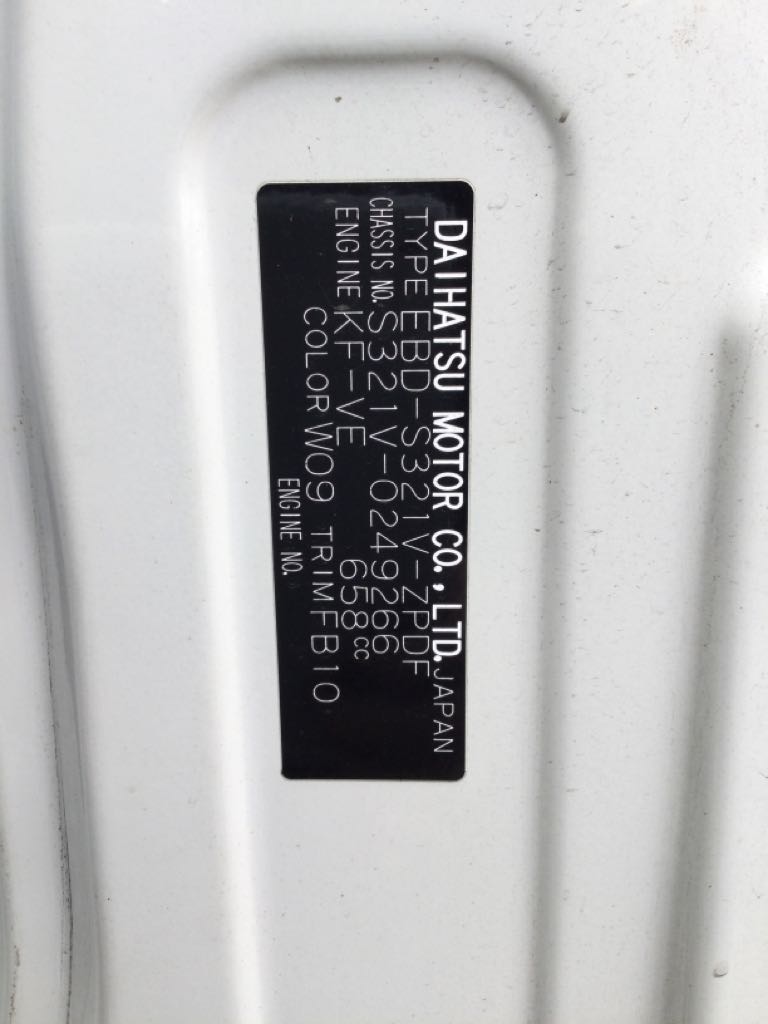 DAIHATSU MOTOR CO., LTD. JAPAN
TYPE EBD-S321V-ZPDF
CHASSIS NO. S321V-0249266
ENGINE KF-VE 658cc
COLOR W09 TRIM FB10
ENGINE NO.